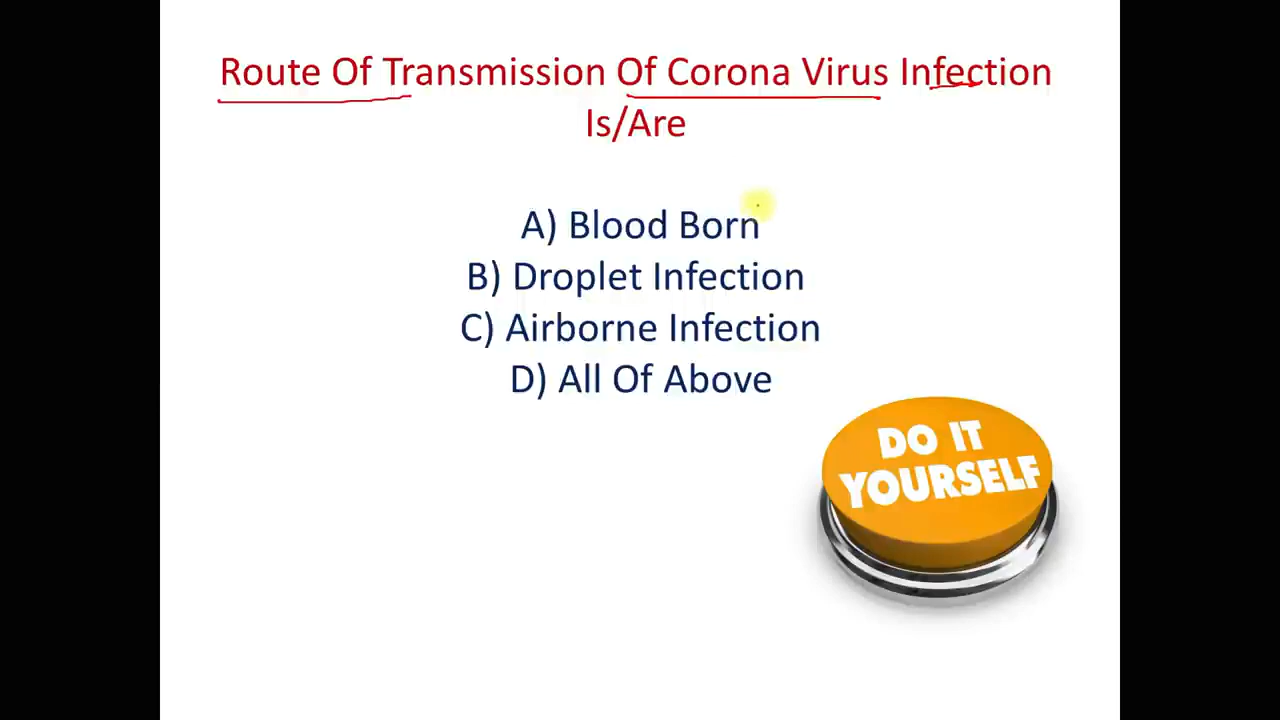 Route Of Transmission Of Corona Virus Infection
Is/Are
A) Blood Born
B) Droplet Infection
C) Airborne Infection
D) All Of Above
DO IT
YOURSELF